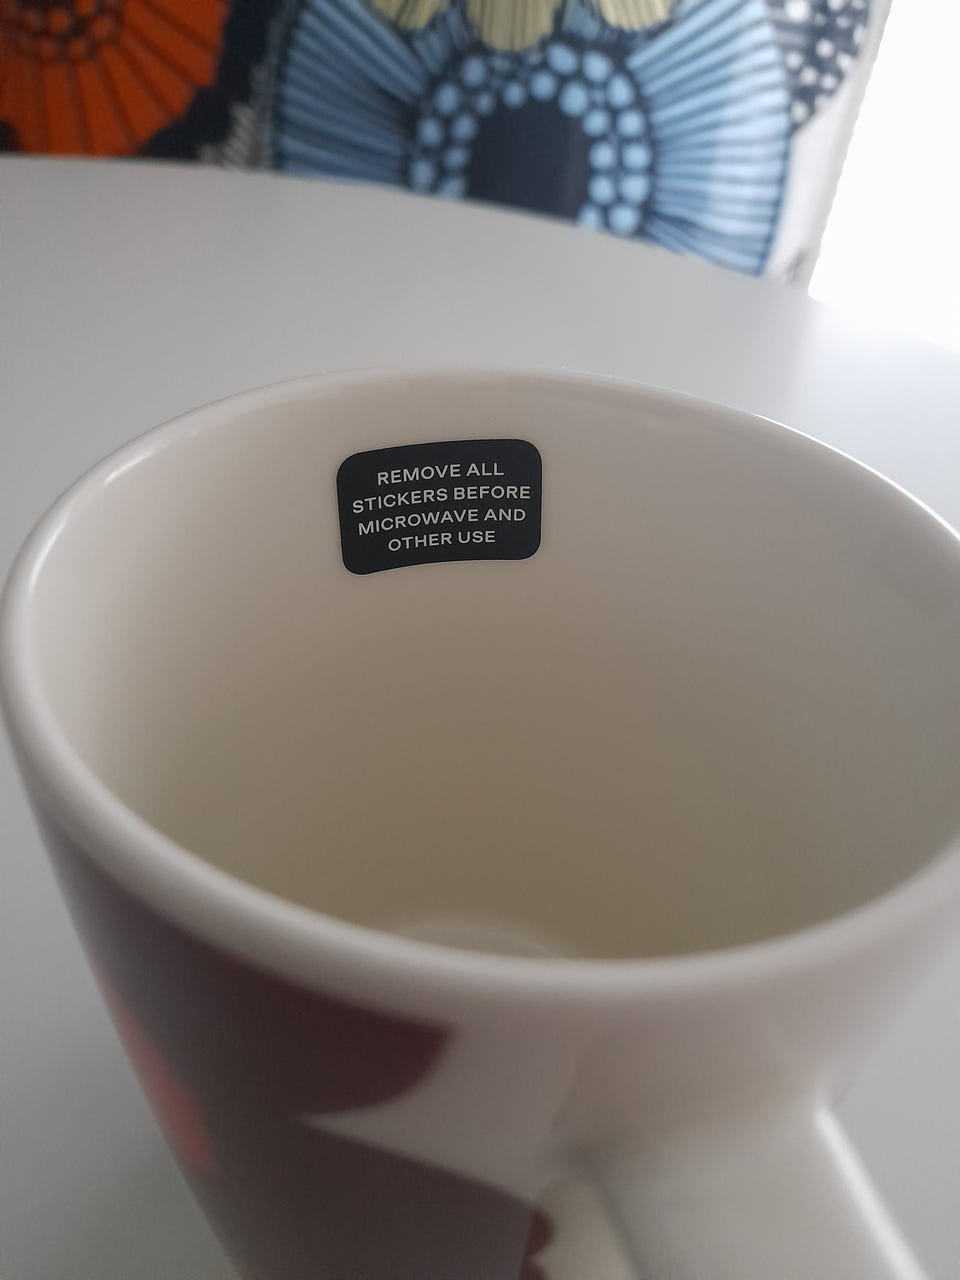 REMOVE ALL
STICKERS BEFORE
MICROWAVE AND
OTHER USE